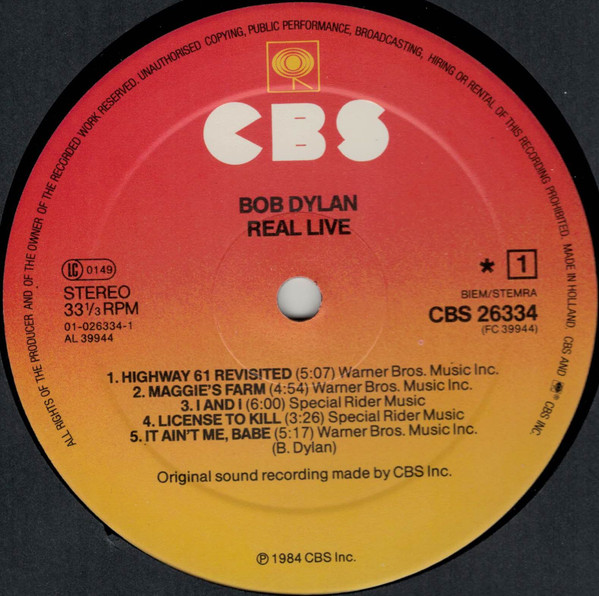 ALL RIGHTS OF THE PRODUCER AND OF THE OWNER OF THE RECORDED WORK RESERVED. UNAUTHORISED COPYING, PUBLIC PERFORMANCE, BROADCASTING, HIRING OR RENTAL OF THIS RECORDING PROHIBITED. MADE IN HOLLAND. CBS AND CBS INC.
CBS
BOB DYLAN
REAL LIVE
LC 0149
STEREO
33 1/3 RPM
01-026334-1
AL 39944
* 1
BIEM/STEMRA
CBS 26334
(FC 39944)
1. HIGHWAY 61 REVISITED (5:07) Warner Bros. Music Inc.
2. MAGGIE'S FARM (4:54) Warner Bros. Music Inc.
3. I AND I (6:00) Special Rider Music
4. LICENSE TO KILL (3:26) Special Rider Music
5. IT AIN'T ME, BABE (5:17) Warner Bros. Music Inc.
(B. Dylan)
Original sound recording made by CBS Inc.
℗ 1984 CBS Inc.